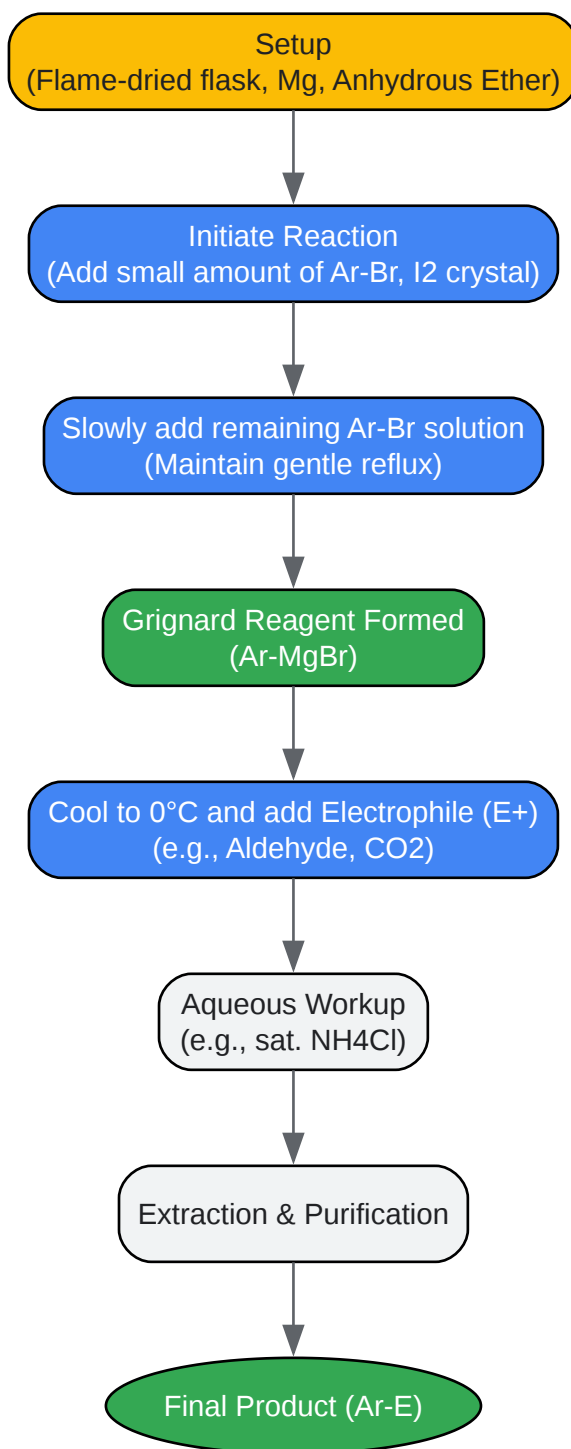 Setup
(Flame-dried flask, Mg, Anhydrous Ether)
Initiate Reaction
(Add small amount of Ar-Br, I2 crystal)
Slowly add remaining Ar-Br solution
(Maintain gentle reflux)
Grignard Reagent Formed
(Ar-MgBr)
Cool to 0°C and add Electrophile (E+)
(e.g., Aldehyde, CO2)
Aqueous Workup
(e.g., sat. NH4Cl)
Extraction & Purification
Final Product (Ar-E)